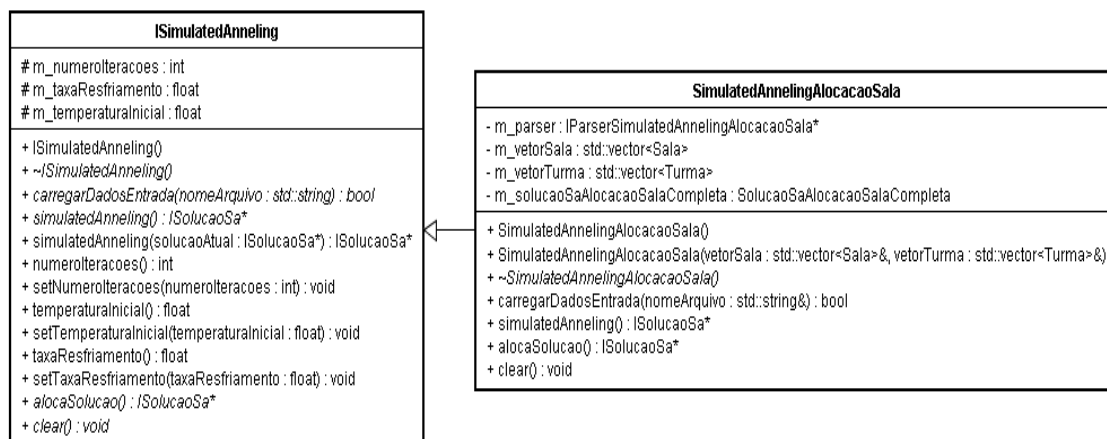 ISimulatedAnneling
# m_numeroIteracoes : int
# m_taxaResfriamento : float
# m_temperaturaInicial : float
+ ISimulatedAnneling()
+ ~ISimulatedAnneling()
+ carregarDadosEntrada(nomeArquivo : std::string) : bool
+ simulatedAnneling() : ISolucaoSa*
+ simulatedAnneling(solucaoAtual : ISolucaoSa*) : ISolucaoSa*
+ numeroIteracoes() : int
+ setNumeroIteracoes(numeroIteracoes : int) : void
+ temperaturaInicial() : float
+ setTemperaturaInicial(temperaturaInicial : float) : void
+ taxaResfriamento() : float
+ setTaxaResfriamento(taxaResfriamento : float) : void
+ alocaSolucao() : ISolucaoSa*
+ clear() : void
SimulatedAnnelingAlocacaoSala
- m_parser : IParserSimulatedAnnelingAlocacaoSala*
- m_vetorSala : std::vector<Sala>
- m_vetorTurma : std::vector<Turma>
- m_solucaoSaAlocacaoSalaCompleta : SolucaoSaAlocacaoSalaCompleta
+ SimulatedAnnelingAlocacaoSala()
+ SimulatedAnnelingAlocacaoSala(vetorSala : std::vector<Sala>&, vetorTurma : std::vector<Turma>&)
+ ~SimulatedAnnelingAlocacaoSala()
+ carregarDadosEntrada(nomeArquivo : std::string&) : bool
+ simulatedAnneling() : ISolucaoSa*
+ alocaSolucao() : ISolucaoSa*
+ clear() : void